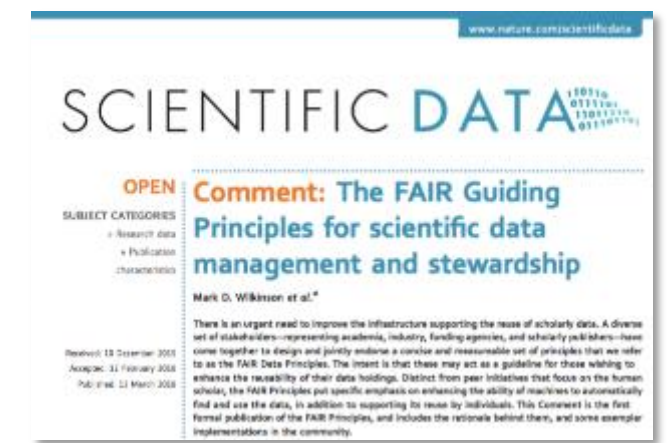 www.nature.com/scientificdata
SCIENTIFIC DATA
110110
OPEN
SUBJECT CATEGORIES
» Research data
» Publication
characteristics
Received: 10 December 2015
Accepted: 12 February 2016
Published: 15 March 2016
Comment: The FAIR Guiding
Principles for scientific data
management and stewardship
Mark D. Wilkinson et al.#
There is an urgent need to improve the infrastructure supporting the reuse of scholarly data. A diverse
set of stakeholders—representing academia, industry, funding agencies, and scholarly publishers—have
come together to design and jointly endorse a concise and measureable set of principles that we refer
to as the FAIR Data Principles. The intent is that these may act as a guideline for those wishing to
enhance the reusability of their data holdings. Distinct from peer initiatives that focus on the human
scholar, the FAIR Principles put specific emphasis on enhancing the ability of machines to automatically
find and use the data, in addition to supporting its reuse by individuals. This Comment is the first
formal publication of the FAIR Principles, and includes the rationale behind them, and some exemplar
implementations in the community.